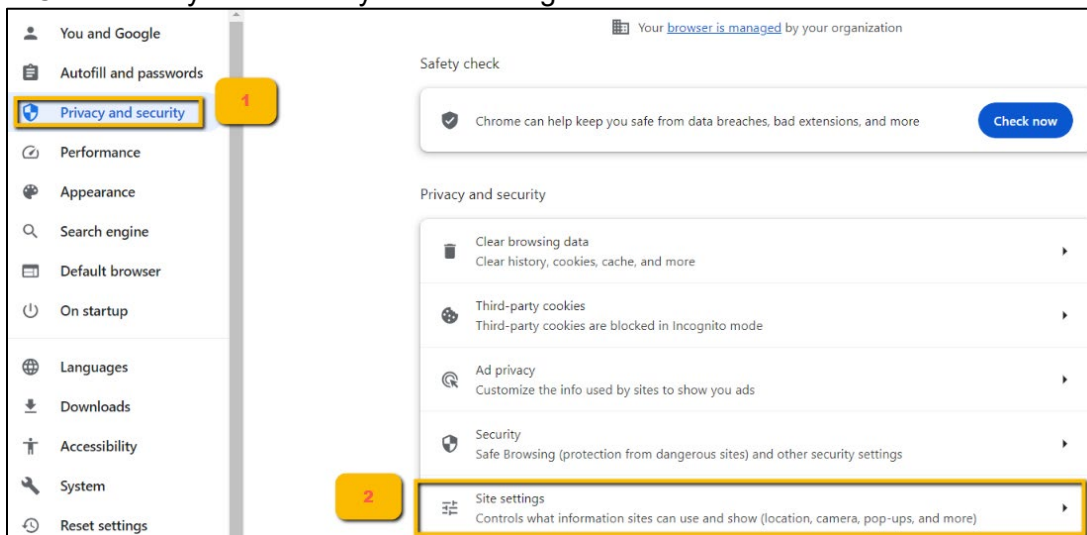 You and Google
Autofill and passwords
Privacy and security
1
Performance
Appearance
Search engine
Default browser
On startup
Languages
Downloads
Accessibility
System
Reset settings
Your browser is managed by your organization
Safety check
Chrome can help keep you safe from data breaches, bad extensions, and more
Check now
Privacy and security
Clear browsing data
Clear history, cookies, cache, and more
Third-party cookies
Third-party cookies are blocked in Incognito mode
Ad privacy
Customize the info used by sites to show you ads
Security
Safe Browsing (protection from dangerous sites) and other security settings
2
Site settings
Controls what information sites can use and show (location, camera, pop-ups, and more)